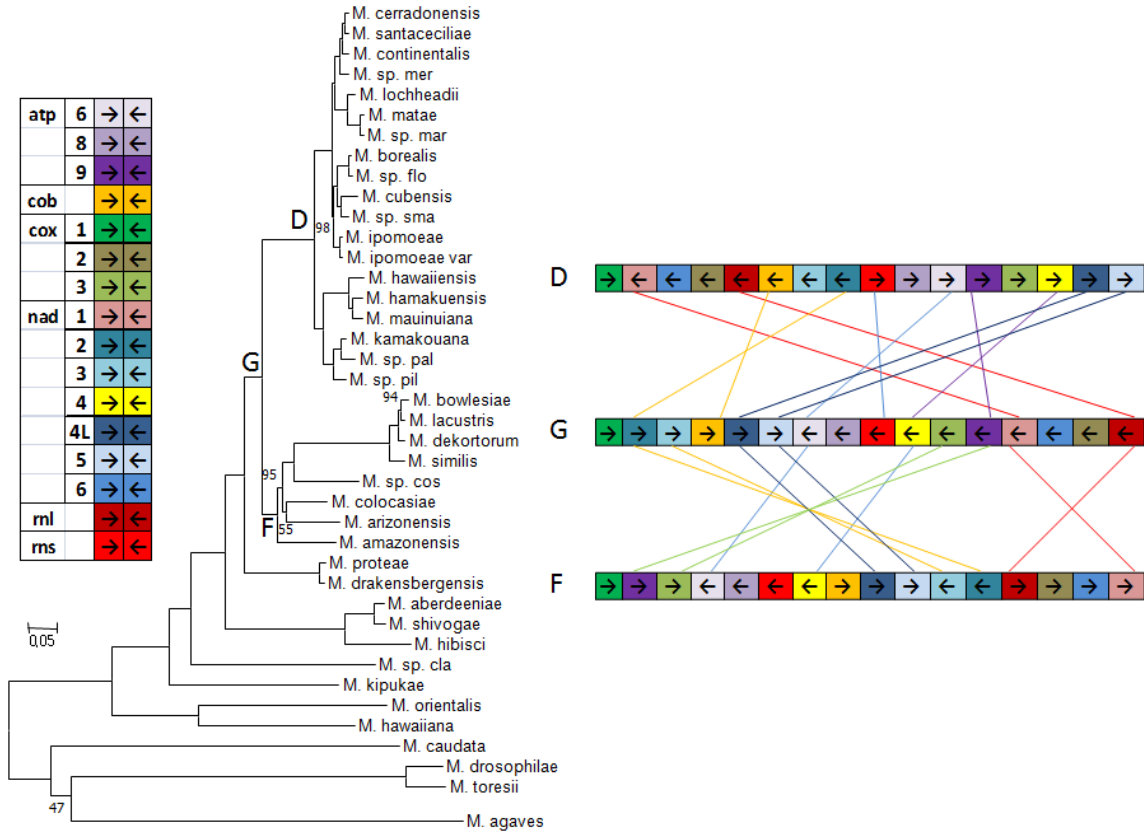 M. cerradonensis
M. santaceciliae
M. continentalis
M. sp. mer
M. lochheadii
M. matae
M. sp. mar
M. borealis
M. sp. flo
M. cubensis
M. sp. sma
M. ipomoeae
M. ipomoeae var
M. hawaiiensis
M. hamakuensis
M. mauinuiana
M. kamakouana
M. sp. pal
M. sp. pil
M. bowlesiae
M. lacustris
M. dekortorum
M. similis
M. sp. cos
M. colocasiae
M. arizonensis
M. amazonensis
M. proteae
M. drakensbergensis
M. aberdeeniae
M. shivogae
M. hibisci
M. sp. cla
M. kipukae
M. orientalis
M. hawaiiana
M. caudata
M. drosophilae
M. toresii
M. agaves
D
98
G
94
95
F
55
47
0,05
atp 6 → ←
8 → ←
9 → ←
cob → ←
cox 1 → ←
2 → ←
3 → ←
nad 1 → ←
2 → ←
3 → ←
4 → ←
4L → ←
5 → ←
6 → ←
rnl → ←
rns → ←
D → ← ← ← ← ← ← ← → → → → → → → →
G → → → → → → ← ← ← ← ← ← ← ← ← ←
F → → → ← ← ← ← → → → ← ← → → → →